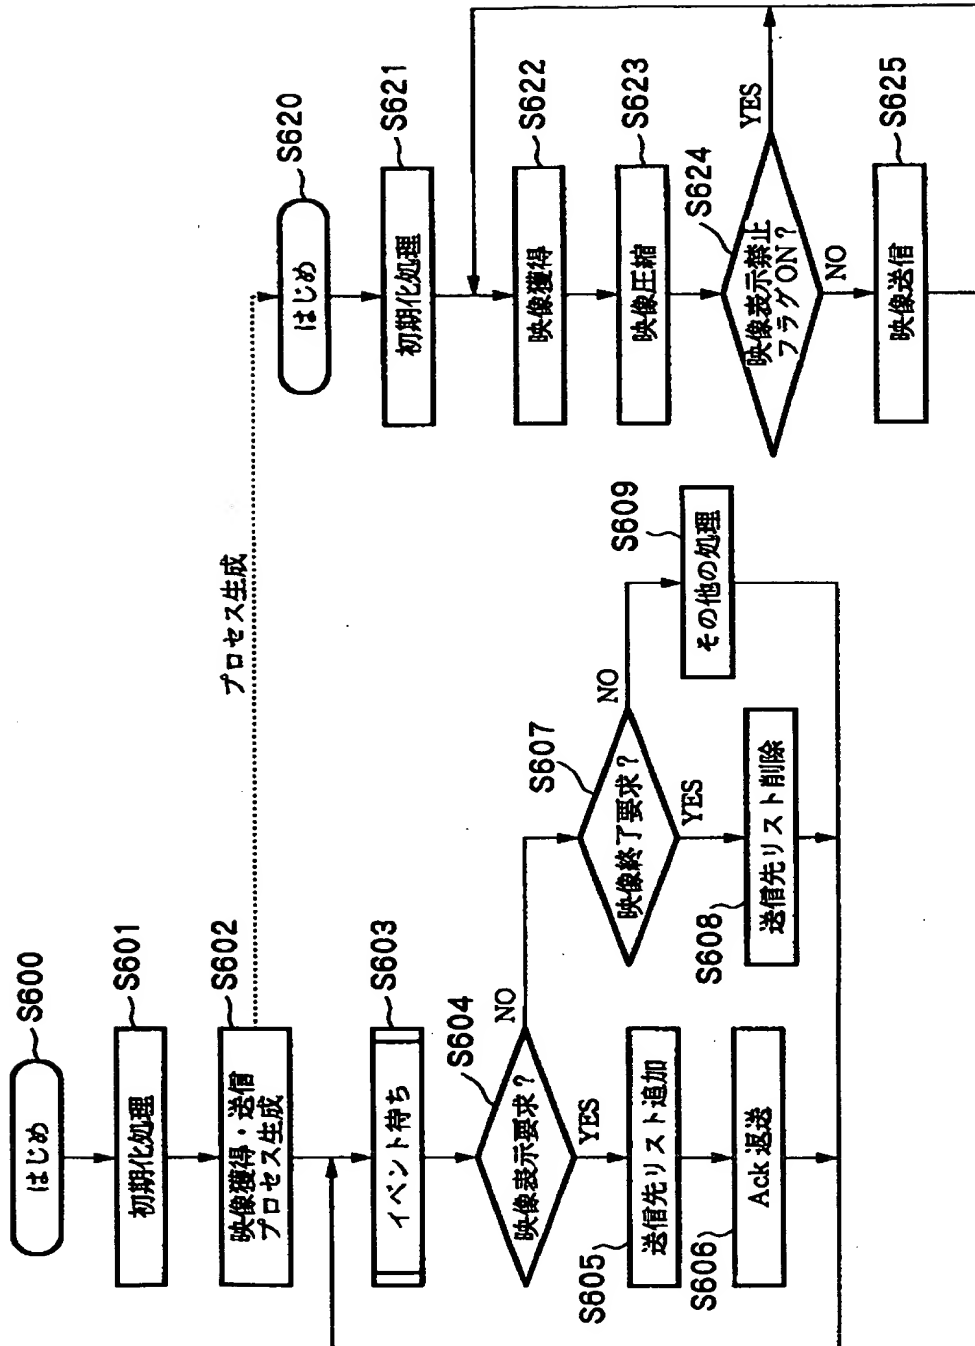 S600
はじめ
S601
初期化処理
S602
映像獲得・送信
プロセス生成
プロセス生成
S603
イベント待ち
S604
映像表示要求？
NO
YES
S605
送信先リスト追加
S606
Ack 返送
S607
映像終了要求？
NO
YES
S608
送信先リスト削除
S609
その他の処理
S620
はじめ
S621
初期化処理
S622
映像獲得
S623
映像圧縮
S624
映像表示禁止
フラグON？
YES
NO
S625
映像送信